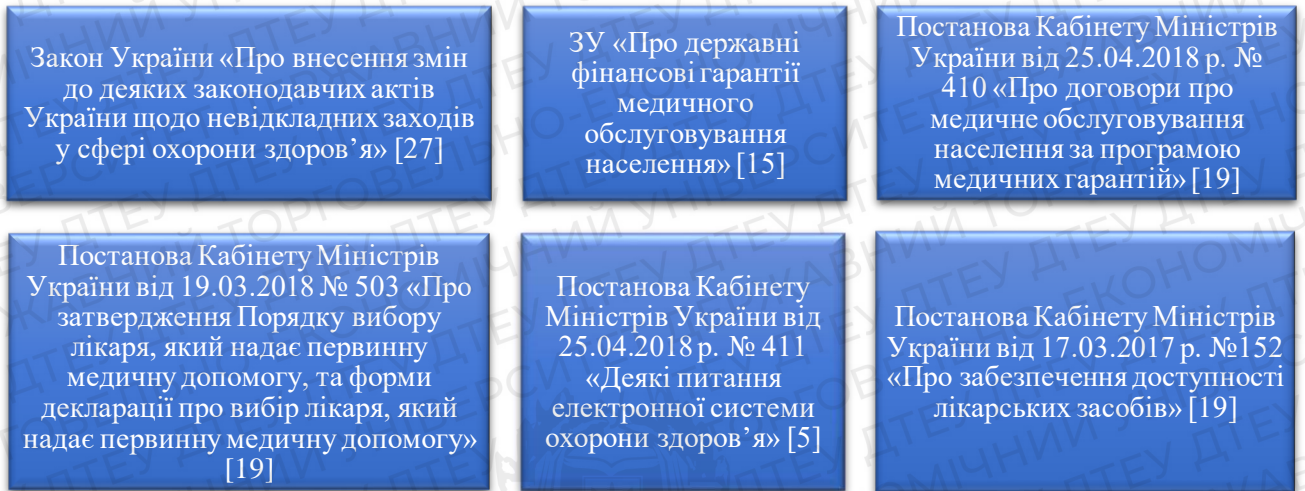 Закон України «Про внесення змін
до деяких законодавчих актів
України щодо невідкладних заходів
у сфері охорони здоров’я» [27]
ЗУ «Про державні
фінансові гарантії
медичного
обслуговування
населення» [15]
Постанова Кабінету Міністрів
України від 25.04.2018 р. №
410 «Про договори про
медичне обслуговування
населення за програмою
медичних гарантій» [19]
Постанова Кабінету Міністрів
України від 19.03.2018 № 503 «Про
затвердження Порядку вибору
лікаря, який надає первинну
медичну допомогу, та форми
декларації про вибір лікаря, який
надає первинну медичну допомогу»
[19]
Постанова Кабінету
Міністрів України від
25.04.2018 р. № 411
«Деякі питання
електронної системи
охорони здоров’я» [5]
Постанова Кабінету Міністрів
України від 17.03.2017 р. №152
«Про забезпечення доступності
лікарських засобів» [19]